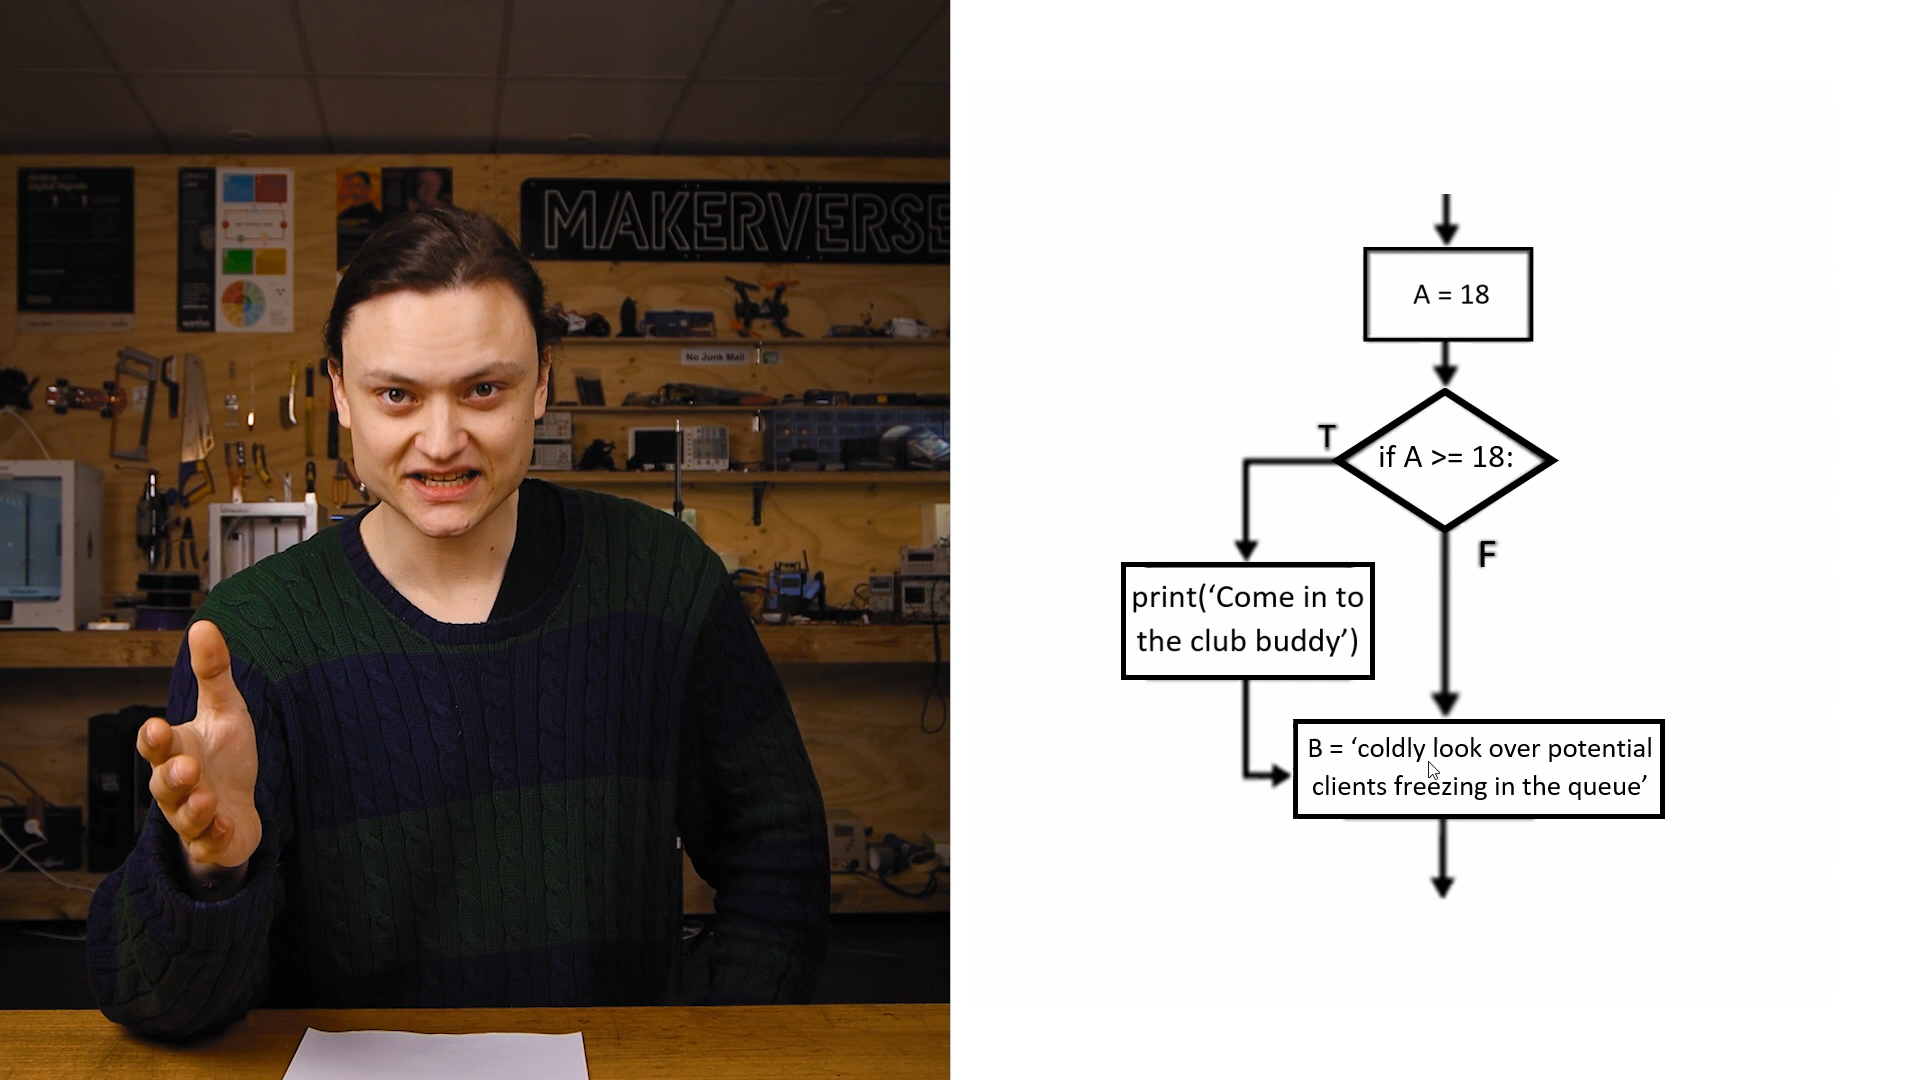 MAKERVERSE
No Junk Mail
A = 18
if A >= 18:
T
F
print(‘Come in to
the club buddy’)
B = ‘coldly look over potential
clients freezing in the queue’